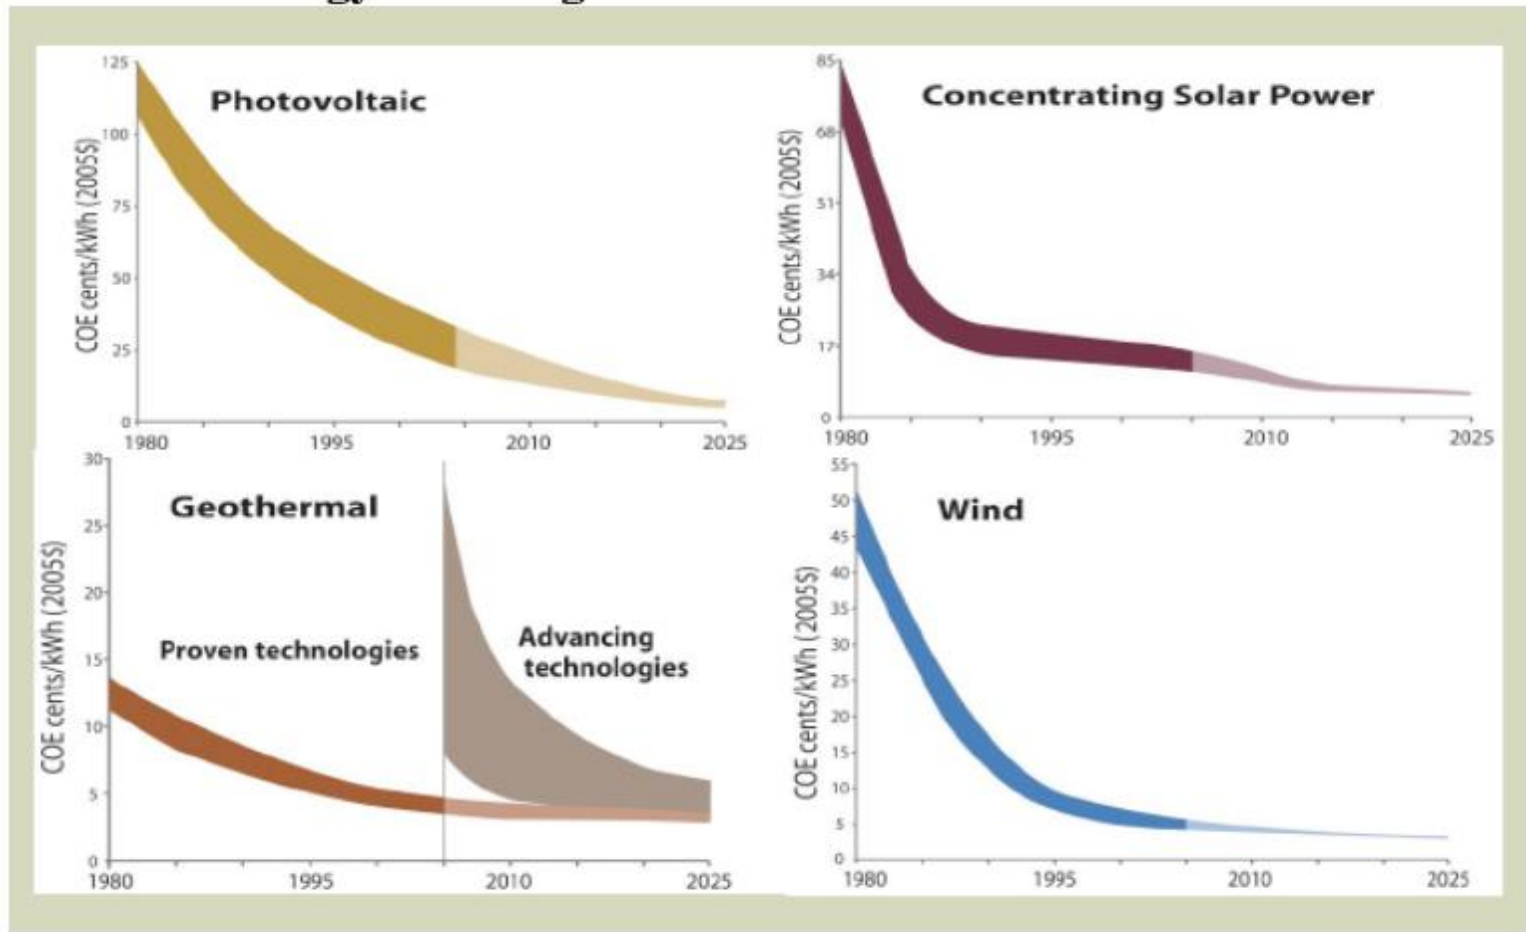 Photovoltaic
COE cents/kWh (2005$)
125
100
75
50
25
0
1980 1995 2010 2025
Concentrating Solar Power
COE cents/kWh (2005$)
85
68
51
34
17
0
1980 1995 2010 2025
Geothermal
Proven technologies
Advancing
technologies
COE cents/kWh (2005$)
30
25
20
15
10
5
0
1980 1995 2010 2025
Wind
COE cents/kWh (2005$)
55
50
45
40
35
30
25
20
15
10
5
0
1980 1995 2010 2025